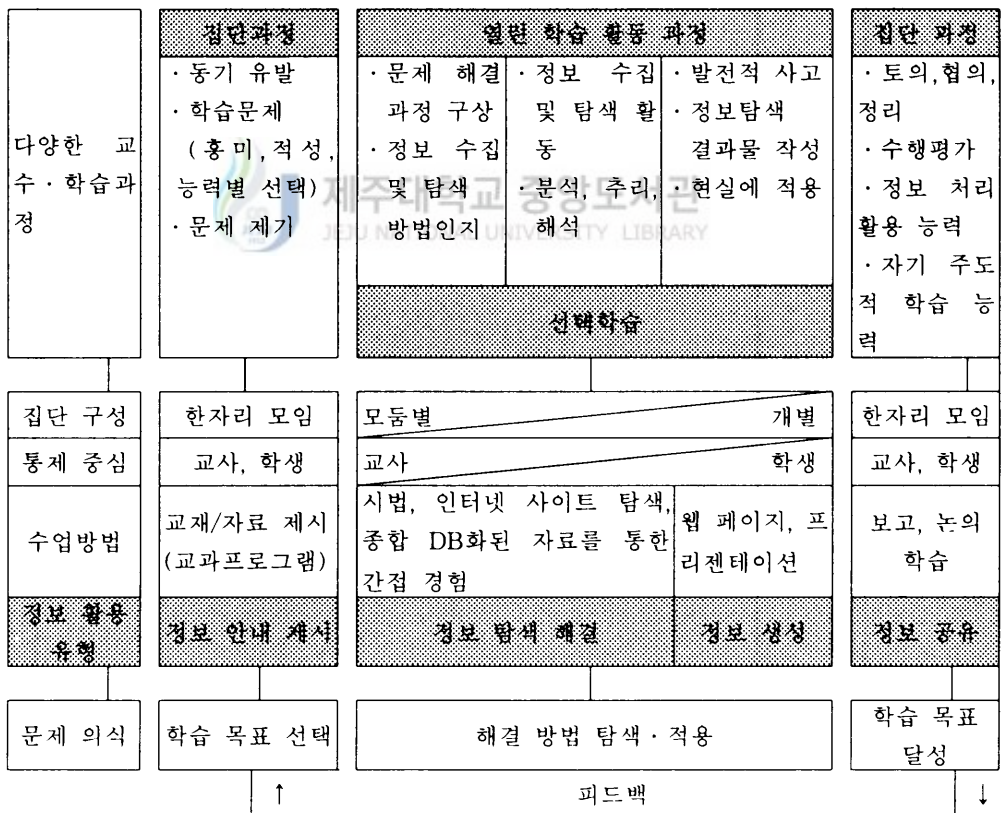 집단과정
열린 학습 활동 과정
집단 과정
다양한 교
수·학습과
정
· 동기 유발
· 학습문제
(흥미,적성,
능력별 선택)
· 문제 제기
· 문제 해결
과정 구상
· 정보 수집
및 탐색
방법인지
· 정보 수집
및 탐색 활
동
· 분석, 추리,
해석
· 발전적 사고
· 정보탐색
결과물 작성
· 현실에 적용
· 토의,협의,
정리
· 수행평가
· 정보 처리
활용 능력
· 자기 주도
적 학습 능
력
제주대학교 중앙도서관
JEJU NATIONAL UNIVERSITY LIBRARY
선택학습
집단 구성
한자리 모임
모둠별 개별
한자리 모임
통제 중심
교사, 학생
교사 학생
교사, 학생
수업방법
교재/자료 제시
(교과프로그램)
시법, 인터넷 사이트 탐색,
종합 DB화된 자료를 통한
간접 경험
웹 페이지, 프
리젠테이션
보고, 논의
학습
정보 활용
유형
정보 안내 제시
정보 탐색 해결
정보 생성
정보 공유
문제 의식
학습 목표 선택
해결 방법 탐색·적용
학습 목표
달성
↑ 피드백 ↓